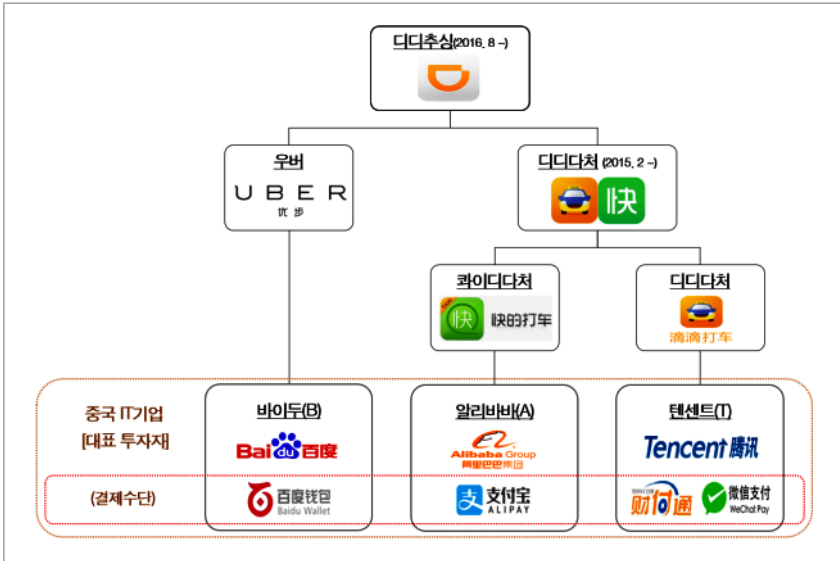 디디추싱(2016. 8 ~)
우버
UBER
优步
디디다처 (2015. 2 ~)
快
콰이디다처
TAXI
快
快的打车
디디다처
滴滴打车
중국 IT기업
[대표 투자재]
바이두(B)
Bai du 百度
알리바바(A)
Alibaba Group
阿里巴巴集团
텐센트(T)
Tencent 腾讯
(결제수단)
百度钱包
Baidu Wallet
支
支付宝
ALIPAY
财付通
微信支付
WeChat Pay